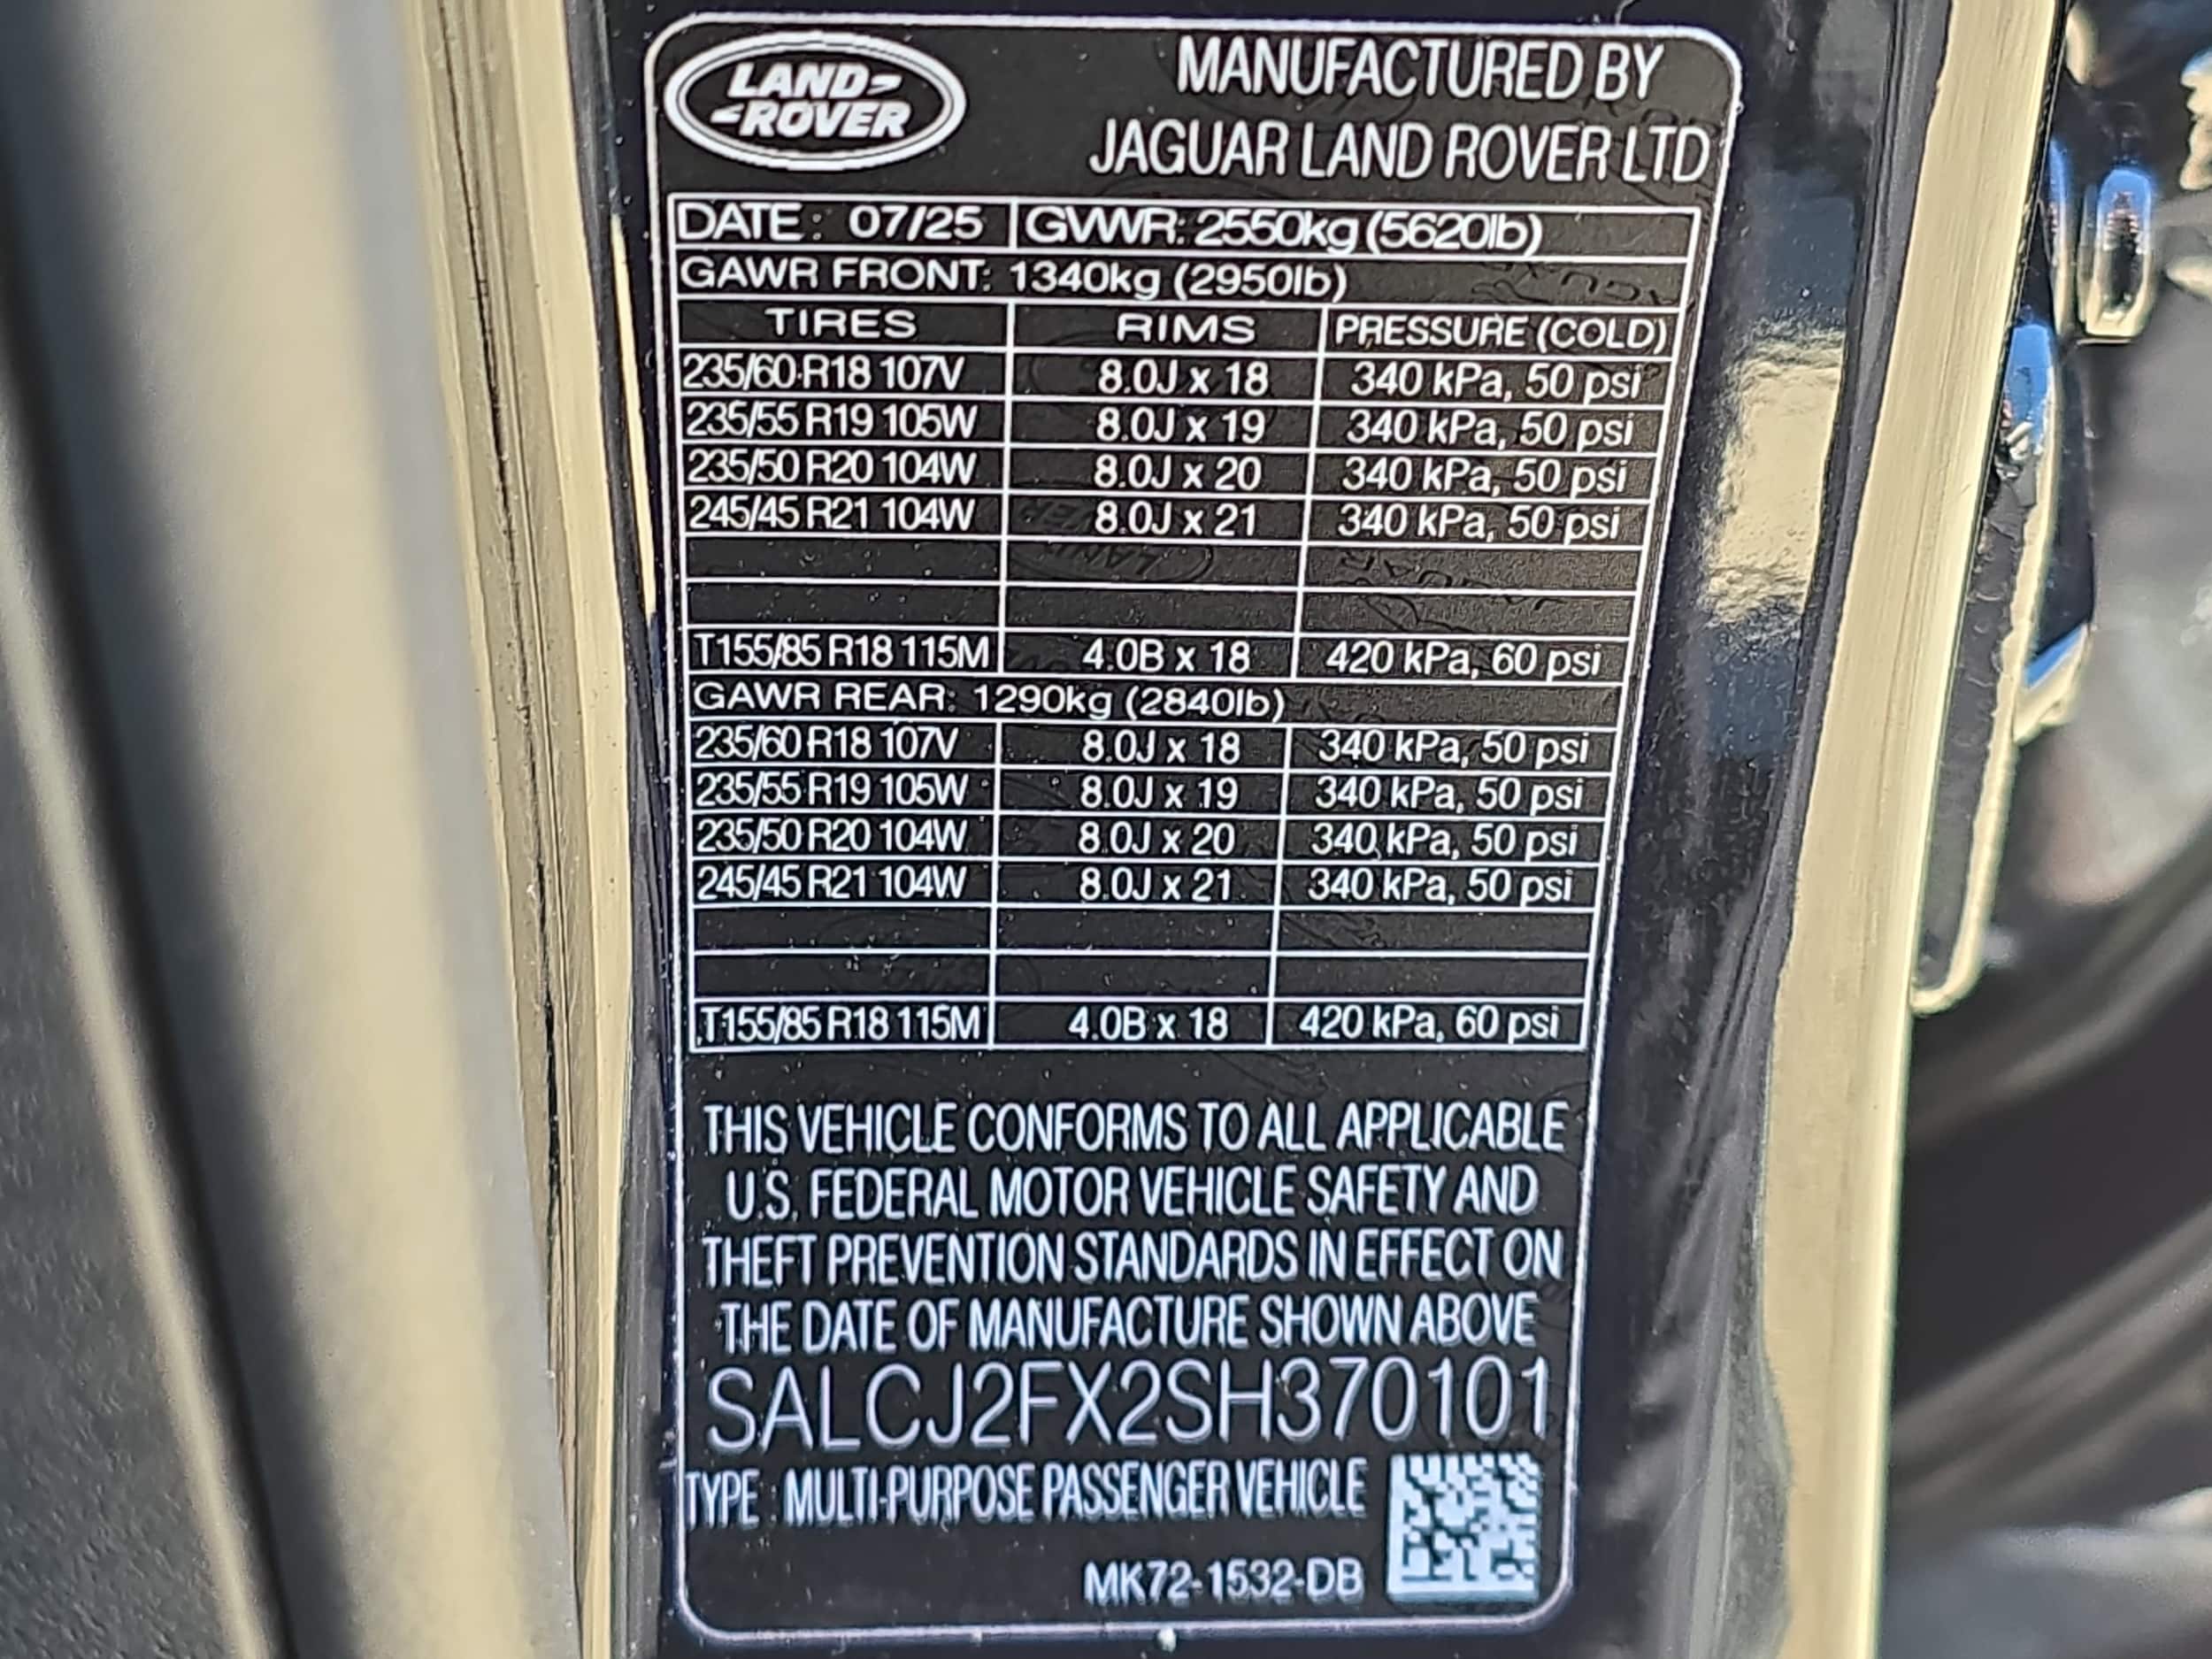 LAND-
-ROVER
MANUFACTURED BY
JAGUAR LAND ROVER LTD
DATE: 07/25 GVWR: 2550kg (5620lb)
GAWR FRONT: 1340kg (2950lb)
TIRES RIMS PRESSURE (COLD)
235/60 R18 107V 8.0J x 18 340 kPa, 50 psi
235/55 R19 105W 8.0J x 19 340 kPa, 50 psi
235/50 R20 104W 8.0J x 20 340 kPa, 50 psi
245/45 R21 104W 8.0J x 21 340 kPa, 50 psi
T155/85 R18 115M 4.0B x 18 420 kPa, 60 psi
GAWR REAR: 1290kg (2840lb)
235/60 R18 107V 8.0J x 18 340 kPa, 50 psi
235/55 R19 105W 8.0J x 19 340 kPa, 50 psi
235/50 R20 104W 8.0J x 20 340 kPa, 50 psi
245/45 R21 104W 8.0J x 21 340 kPa, 50 psi
T155/85 R18 115M 4.0B x 18 420 kPa, 60 psi
THIS VEHICLE CONFORMS TO ALL APPLICABLE
U.S. FEDERAL MOTOR VEHICLE SAFETY AND
THEFT PREVENTION STANDARDS IN EFFECT ON
THE DATE OF MANUFACTURE SHOWN ABOVE
SALCJ2FX2SH370101
TYPE : MULTI-PURPOSE PASSENGER VEHICLE
MK72-1532-DB